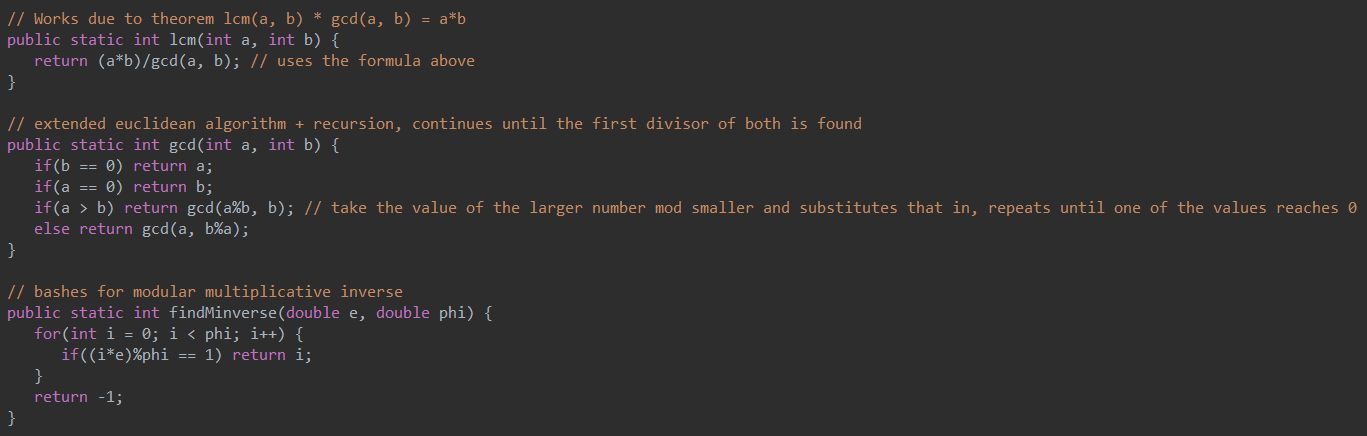 // Works due to theorem lcm(a, b) * gcd(a, b) = a*b
public static int lcm(int a, int b) {
   return (a*b)/gcd(a, b); // uses the formula above
}

// extended euclidean algorithm + recursion, continues until the first divisor of both is found
public static int gcd(int a, int b) {
   if(b == 0) return a;
   if(a == 0) return b;
   if(a > b) return gcd(a%b, b); // take the value of the larger number mod smaller and substitutes that in, repeats until one of the values reaches 0
   else return gcd(a, b%a);
}

// bashes for modular multiplicative inverse
public static int findMinverse(double e, double phi) {
   for(int i = 0; i < phi; i++) {
      if((i*e)%phi == 1) return i;
   }
   return -1;
}